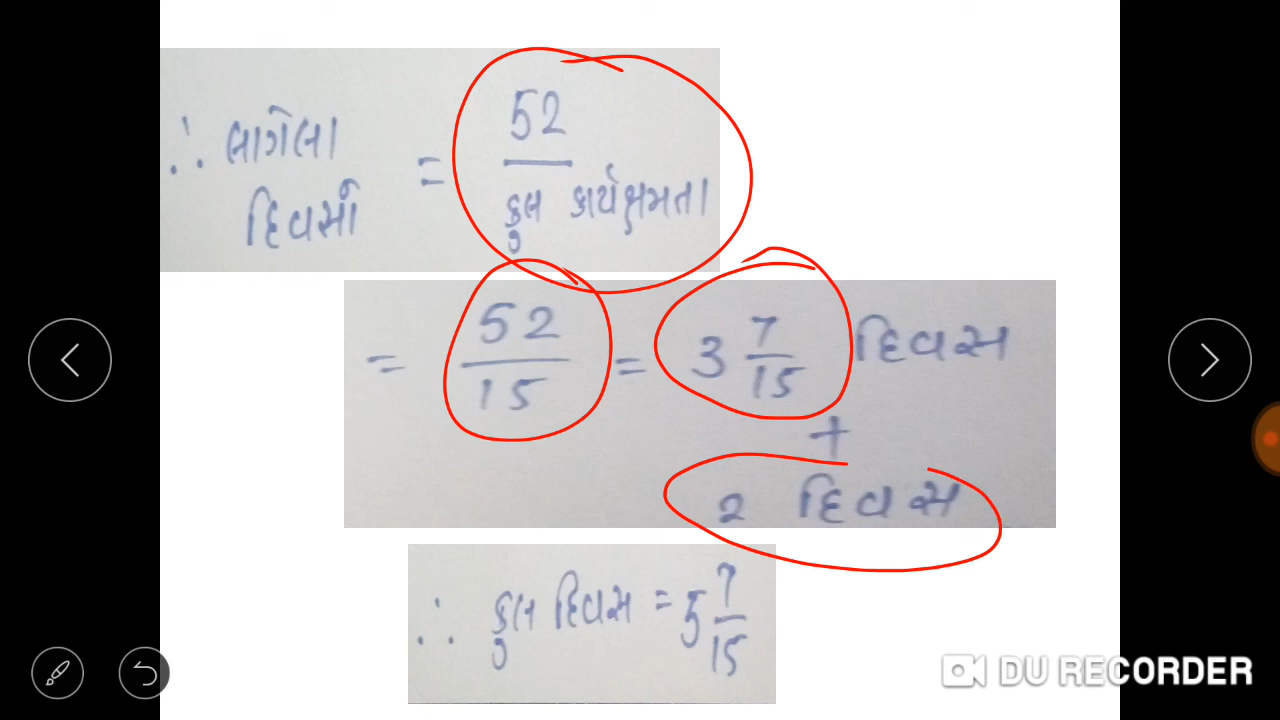 ∴ લાગેલા દિવસો = 52 / કુલ કાર્યક્ષમતા
= 52/15 = 3 7/15 દિવસ
+
2 દિવસ
∴ કુલ દિવસ = 5 7/15
DU RECORDER